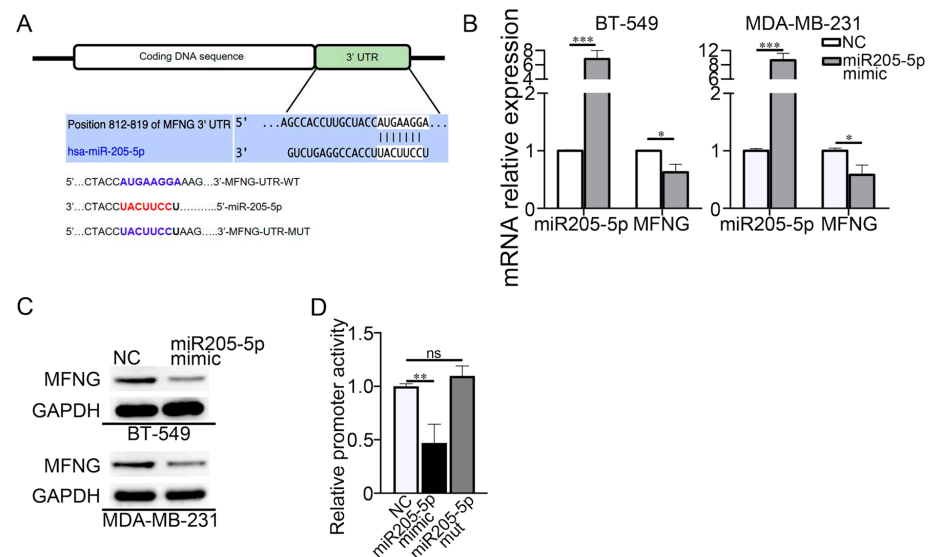 A
Coding DNA sequence
3' UTR
Position 812-819 of MFNG 3' UTR 5' ...AGCCACCUUGCUACCAUGAAGGA...
hsa-miR-205-5p 3' GUCUGAGGCCACCUUACUUCCU
5'...CTACCAUGAAGGAAAG...3'-MFNG-UTR-WT
3'...CTACCUACUUCCU..........5'-miR-205-5p
5'...CTACCUACUUCCUUAAG.....3'-MFNG-UTR-MUT
B
BT-549
MDA-MB-231
mRNA relative expression
8
6
4
2
1
0
***
*
miR205-5p MFNG
12
10
8
6
2
1
0
***
*
miR205-5p MFNG
NC
miR205-5p
mimic
C
NC
miR205-5p
mimic
MFNG
GAPDH
BT-549
MFNG
GAPDH
MDA-MB-231
D
Relative promoter activity
1.5
1.0
0.5
0
ns
**
NC
miR205-5p
mimic
miR205-5p
mut